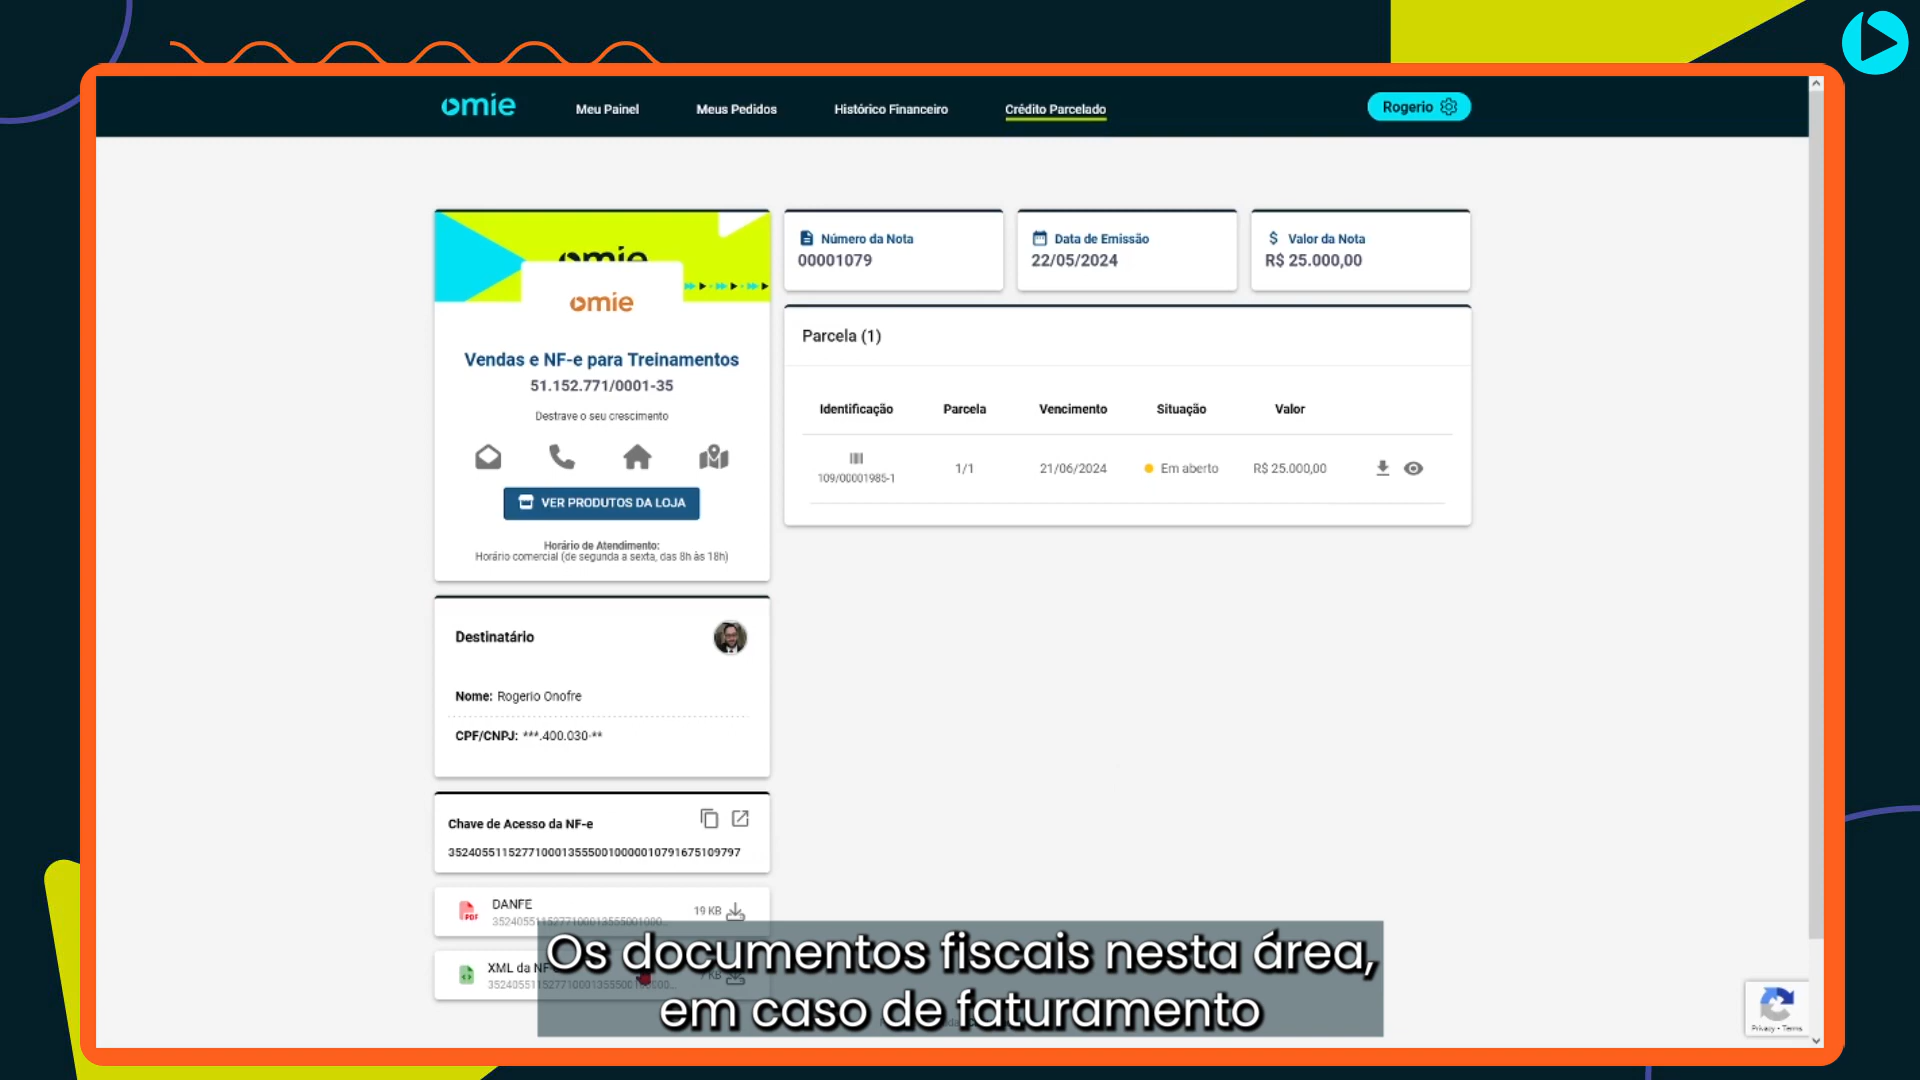 omie
Meu Painel
Meus Pedidos
Histórico Financeiro
Crédito Parcelado
Rogerio
omie
omie
Vendas e NF-e para Treinamentos
51.152.771/0001-35
Destrave o seu crescimento
VER PRODUTOS DA LOJA
Horário de Atendimento:
Horário comercial (de segunda a sexta, das 8h às 18h)
Número da Nota
00001079
Data de Emissão
22/05/2024
$ Valor da Nota
R$ 25.000,00
Parcela (1)
Identificação Parcela Vencimento Situação Valor
109/00001985-1 1/1 21/06/2024 Em aberto R$ 25.000,00
Destinatário
Nome: Rogerio Onofre
CPF/CNPJ: ***.400.030-**
Chave de Acesso da NF-e
35240551152771000135550010000010791675109797
DANFE
19 KB
PDF
XML da NF
Os documentos fiscais nesta área,
em caso de faturamento
Privacy - Terms